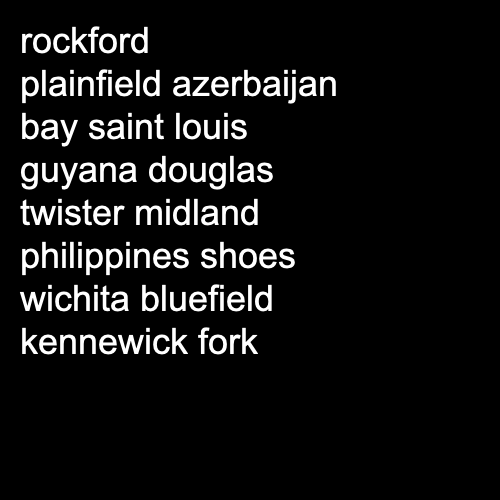 rockford
plainfield azerbaijan
bay saint louis
guyana douglas
twister midland
philippines shoes
wichita bluefield
kennewick fork